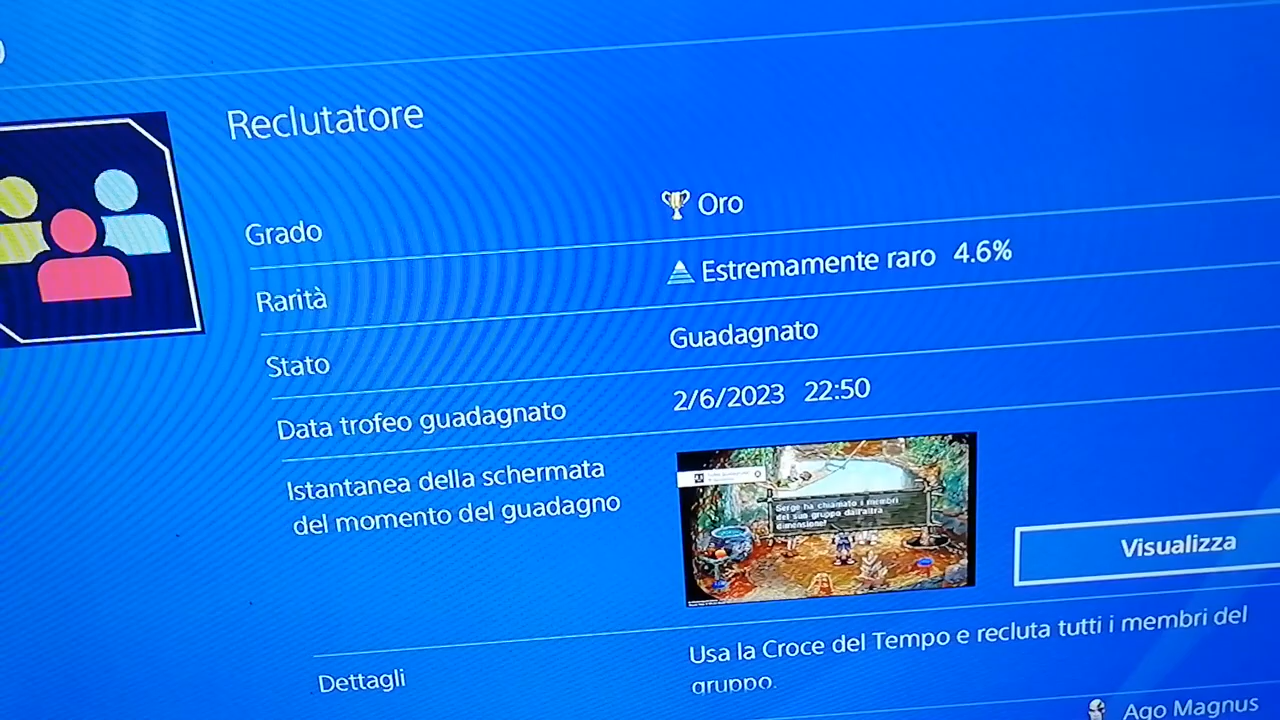 Reclutatore
Grado
Oro
Rarità
Estremamente raro 4.6%
Stato
Guadagnato
Data trofeo guadagnato
2/6/2023 22:50
Istantanea della schermata
del momento del guadagno
Serge ha chiamato i membri
del suo gruppo dall'altra
dimensione!
Visualizza
Dettagli
Usa la Croce del Tempo e recluta tutti i membri del
gruppo.
Ago Magnus